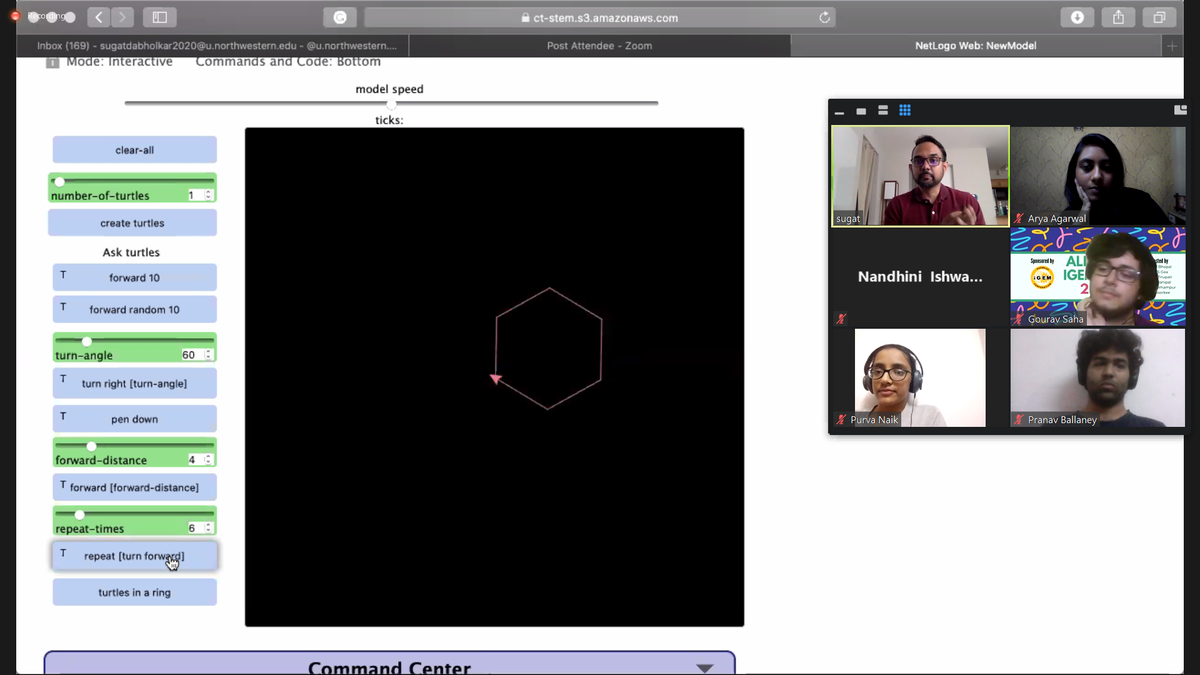 Recording
ct-stem.s3.amazonaws.com
Inbox (169) - sugatdabholkar2020@u.northwestern.edu - @u.northwestern....
Post Attendee - Zoom
NetLogo Web: NewModel
Mode: Interactive
Commands and Code: Bottom
model speed
ticks:
clear-all
number-of-turtles 1
create turtles
Ask turtles
T forward 10
T forward random 10
turn-angle 60
T turn right [turn-angle]
T pen down
forward-distance 4
T forward [forward-distance]
repeat-times 6
T repeat [turn forward]
turtles in a ring
Command Center
sugat
Arya Agarwal
Nandhini Ishwa...
Sponsored by
iGEM
Gourav Saha
Purva Naik
Pranav Ballaney